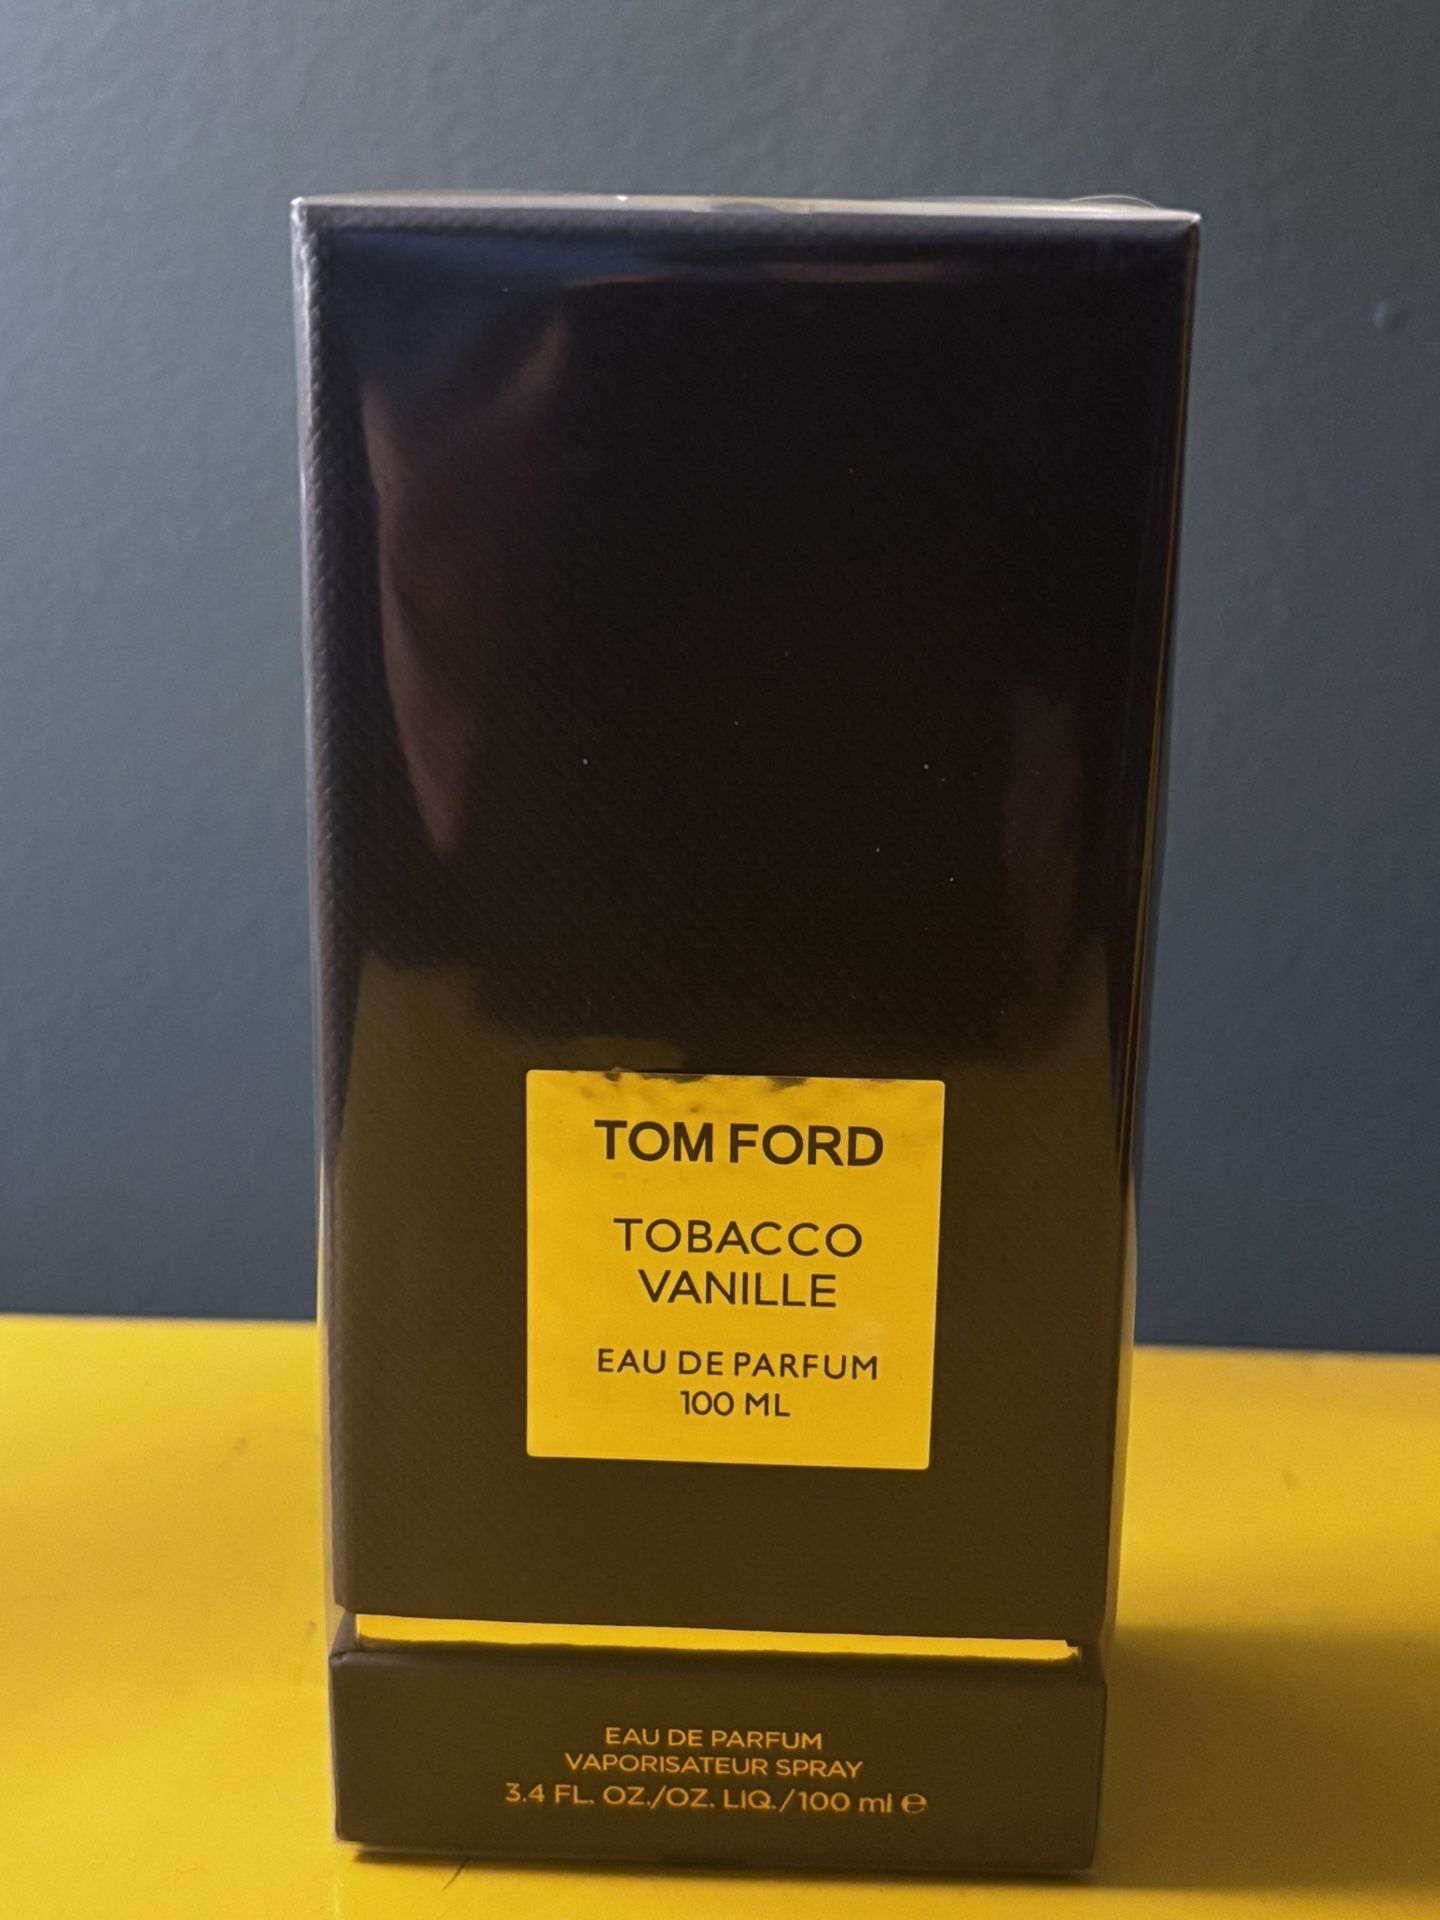 TOM FORD
TOBACCO
VANILLE
EAU DE PARFUM
100 ML
EAU DE PARFUM
VAPORISATEUR SPRAY
3.4 FL. OZ./OZ. LIQ./100 ml ℮